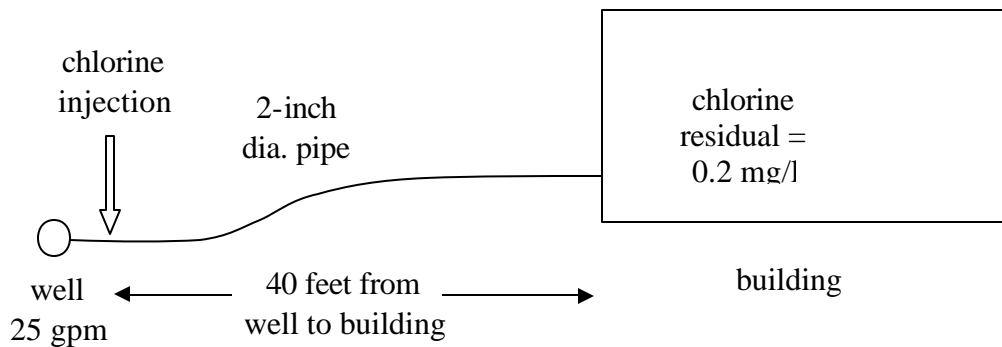 chlorine
injection
2-inch
dia. pipe
chlorine
residual =
0.2 mg/l
well
25 gpm
40 feet from
well to building
building